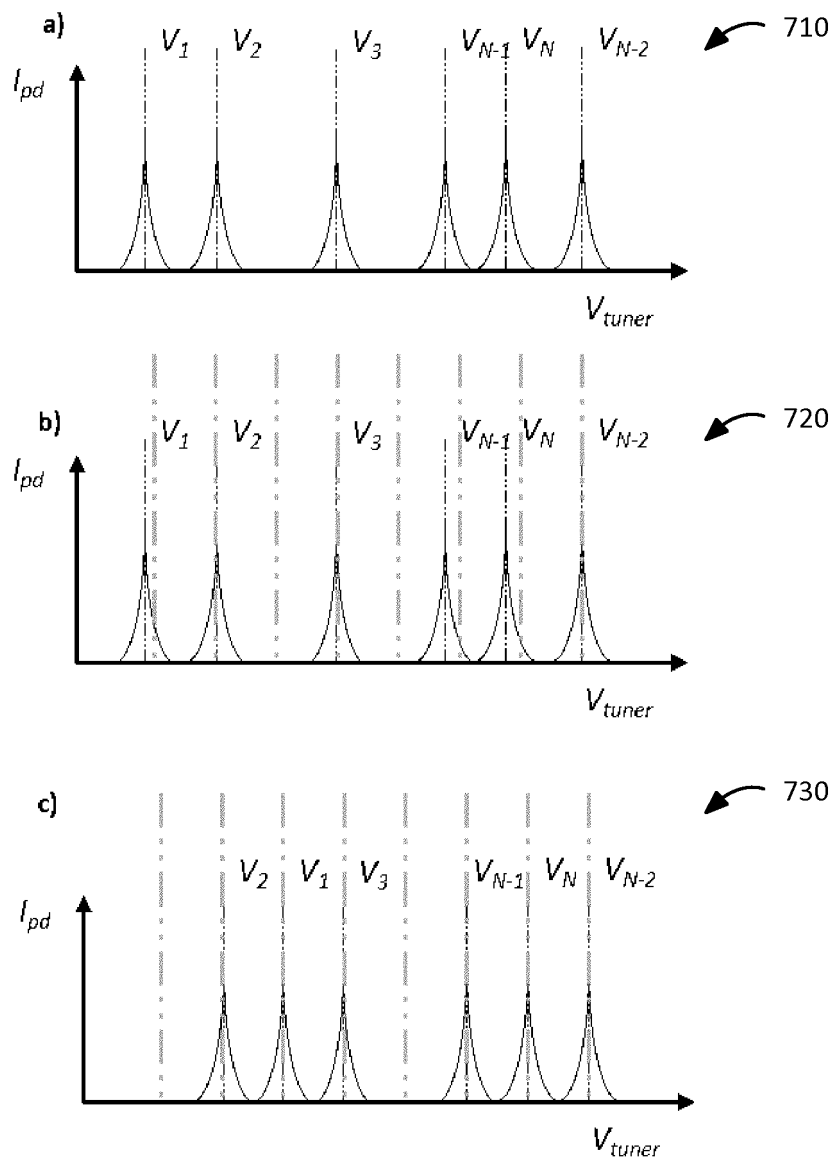 a) V1 V2 V3 VN-1 VN VN-2 710
Ipd
Vtuner
b) V1 V2 V3 VN-1 VN VN-2 720
Ipd
Vtuner
c) 730
V2 V1 V3 VN-1 VN VN-2
Ipd
Vtuner